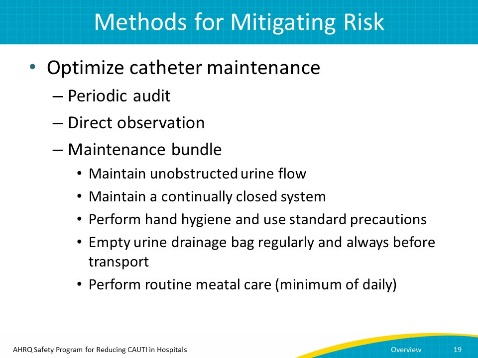 Methods for Mitigating Risk
• Optimize catheter maintenance
– Periodic audit
– Direct observation
– Maintenance bundle
• Maintain unobstructed urine flow
• Maintain a continually closed system
• Perform hand hygiene and use standard precautions
• Empty urine drainage bag regularly and always before
transport
• Perform routine meatal care (minimum of daily)
AHRQ Safety Program for Reducing CAUTI in Hospitals
Overview 19